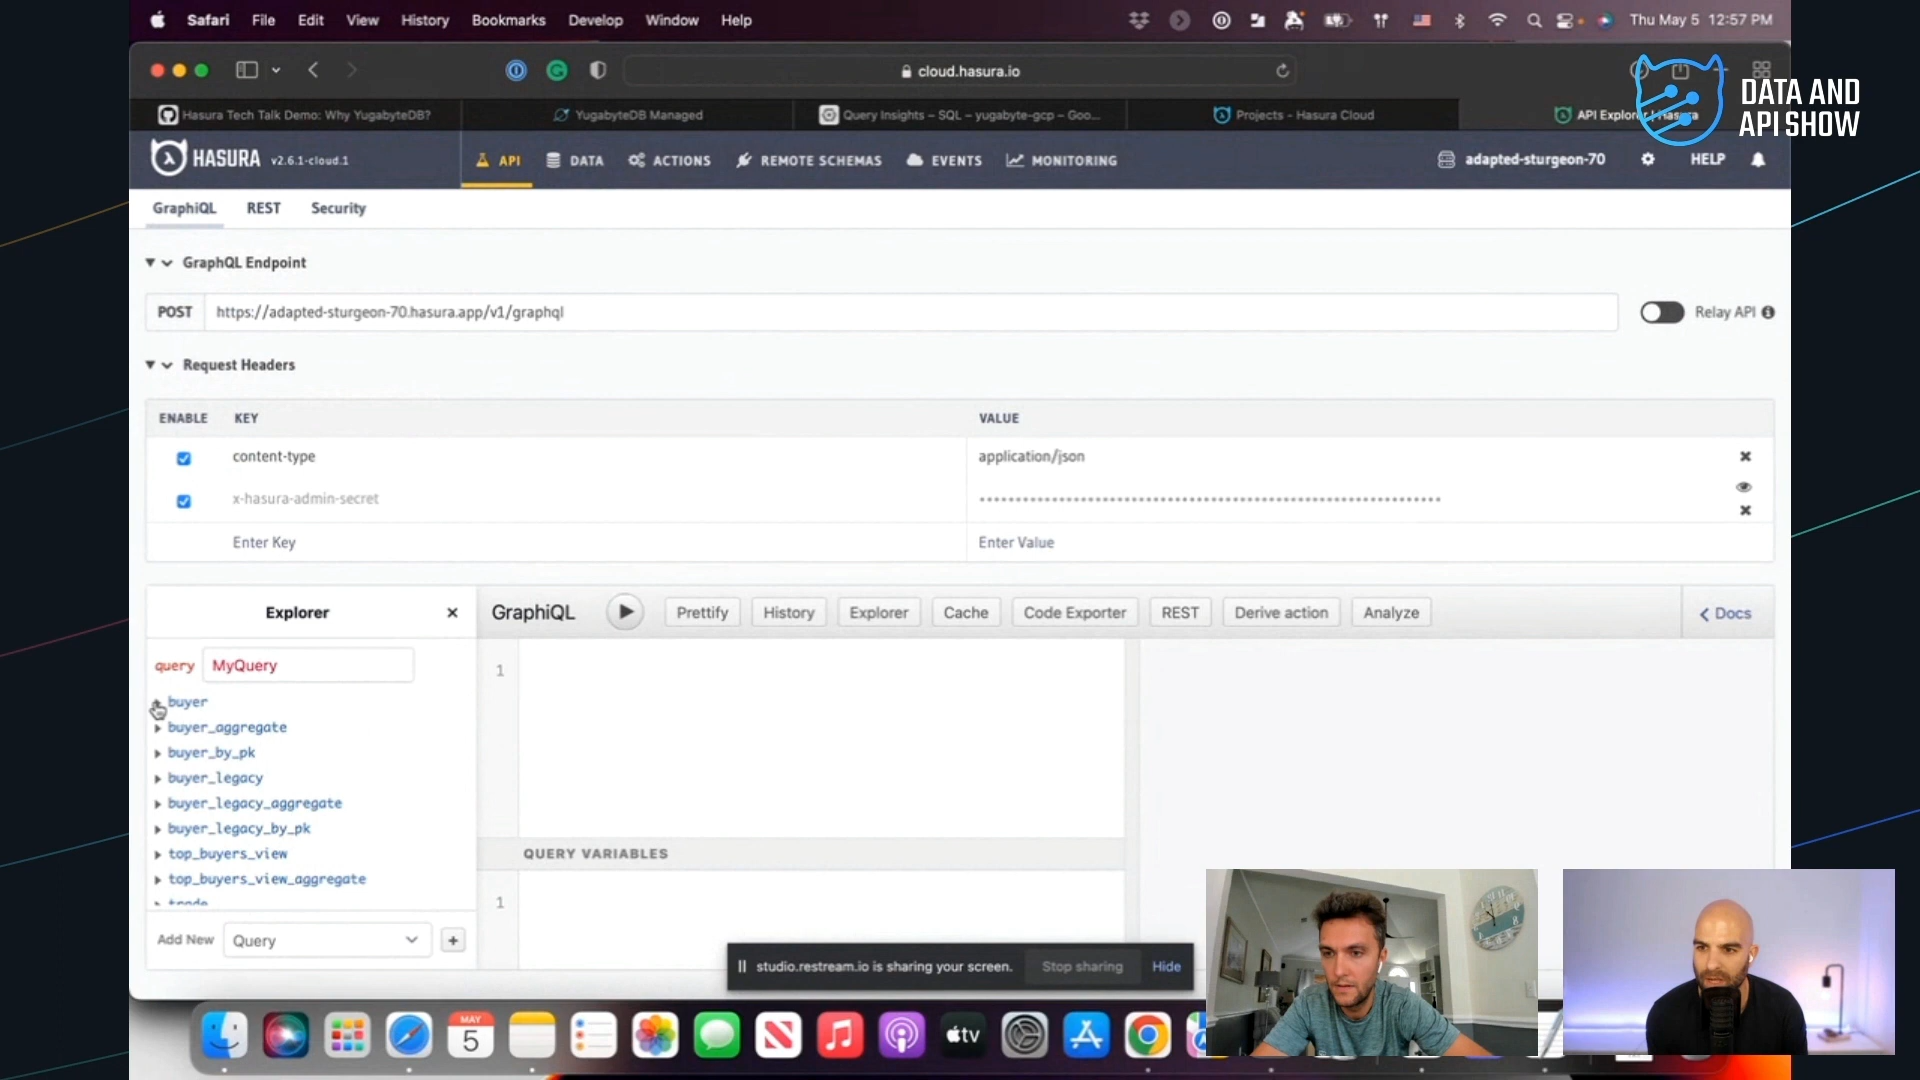 Safari File Edit View History Bookmarks Develop Window Help
Thu May 5 12:57 PM
cloud.hasura.io
Hasura Tech Talk Demo: Why YugabyteDB?
YugabyteDB Managed
Query Insights – SQL – yugabyte-gcp – Goo...
Projects - Hasura Cloud
API Explorer | Hasura
DATA AND
API SHOW
HASURA v2.6.1-cloud.1
API DATA ACTIONS REMOTE SCHEMAS EVENTS MONITORING
adapted-sturgeon-70 HELP
GraphiQL REST Security
GraphQL Endpoint
POST https://adapted-sturgeon-70.hasura.app/v1/graphql Relay API
Request Headers
ENABLE KEY VALUE
content-type application/json
x-hasura-admin-secret ••••••••••••••••••••••••••••••••••••••••••••••••••••••••••••••••
Enter Key Enter Value
Explorer
GraphiQL Prettify History Explorer Cache Code Exporter REST Derive action Analyze < Docs
query MyQuery
1
buyer
buyer_aggregate
buyer_by_pk
buyer_legacy
buyer_legacy_aggregate
buyer_legacy_by_pk
top_buyers_view
top_buyers_view_aggregate
trade
QUERY VARIABLES
1
Add New Query +
studio.restream.io is sharing your screen. Stop sharing Hide
MAY
5
tv